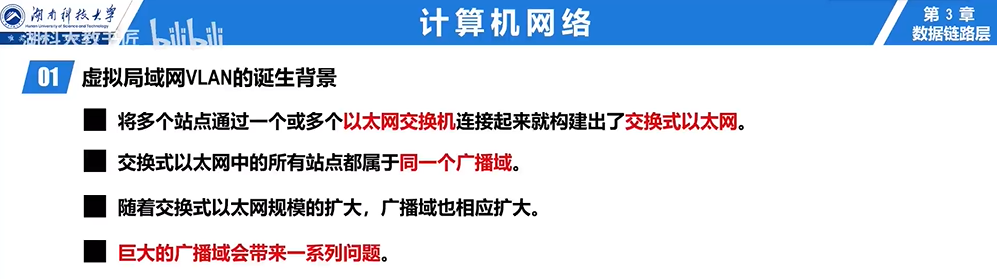 湖南科技大学
Hunan University of Science and Technology
湖科大教书匠 bilibili
计算机网络
第 3 章
数据链路层
01 虚拟局域网VLAN的诞生背景
将多个站点通过一个或多个以太网交换机连接起来就构建出了交换式以太网。
交换式以太网中的所有站点都属于同一个广播域。
随着交换式以太网规模的扩大，广播域也相应扩大。
巨大的广播域会带来一系列问题。